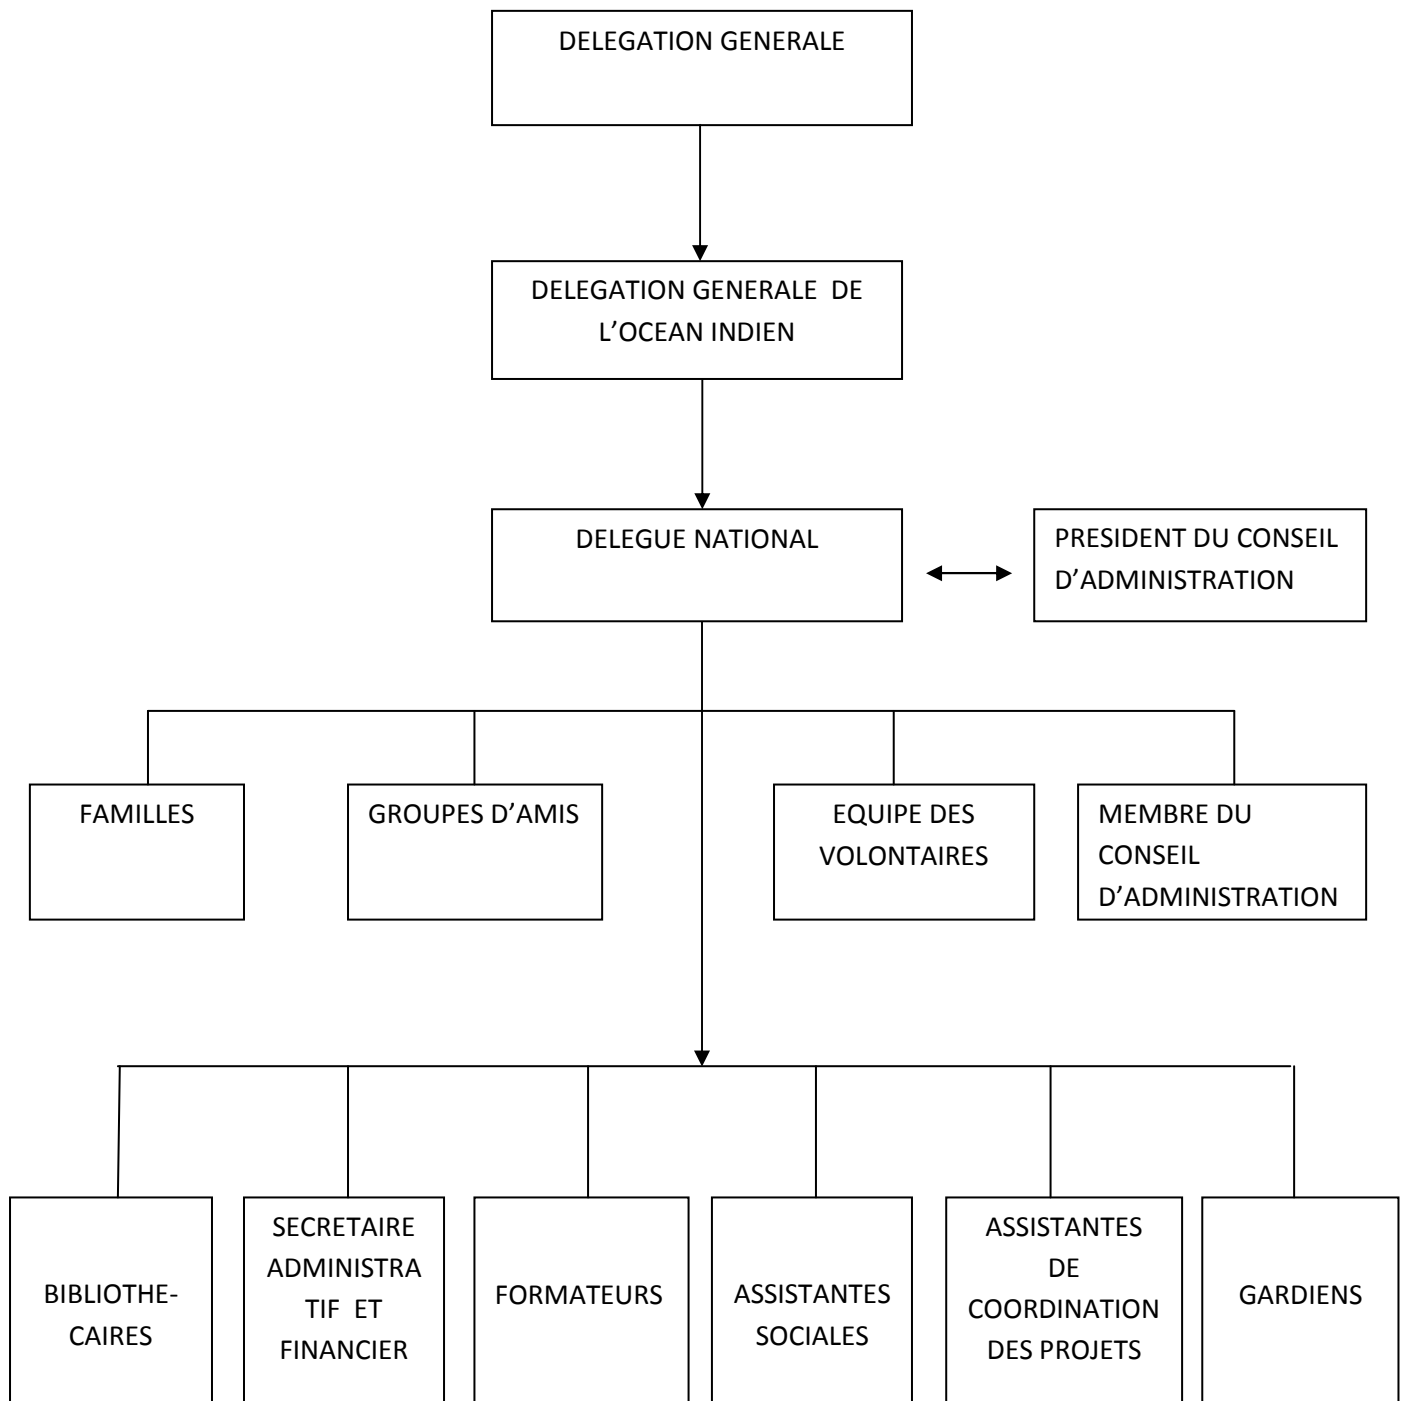 DELEGATION GENERALE
DELEGATION GENERALE DE
L’OCEAN INDIEN
DELEGUE NATIONAL
PRESIDENT DU CONSEIL
D’ADMINISTRATION
FAMILLES
GROUPES D’AMIS
EQUIPE DES
VOLONTAIRES
MEMBRE DU
CONSEIL
D’ADMINISTRATION
BIBLIOTHE-
CAIRES
SECRETAIRE
ADMINISTRA
TIF ET
FINANCIER
FORMATEURS
ASSISTANTES
SOCIALES
ASSISTANTES
DE
COORDINATION
DES PROJETS
GARDIENS